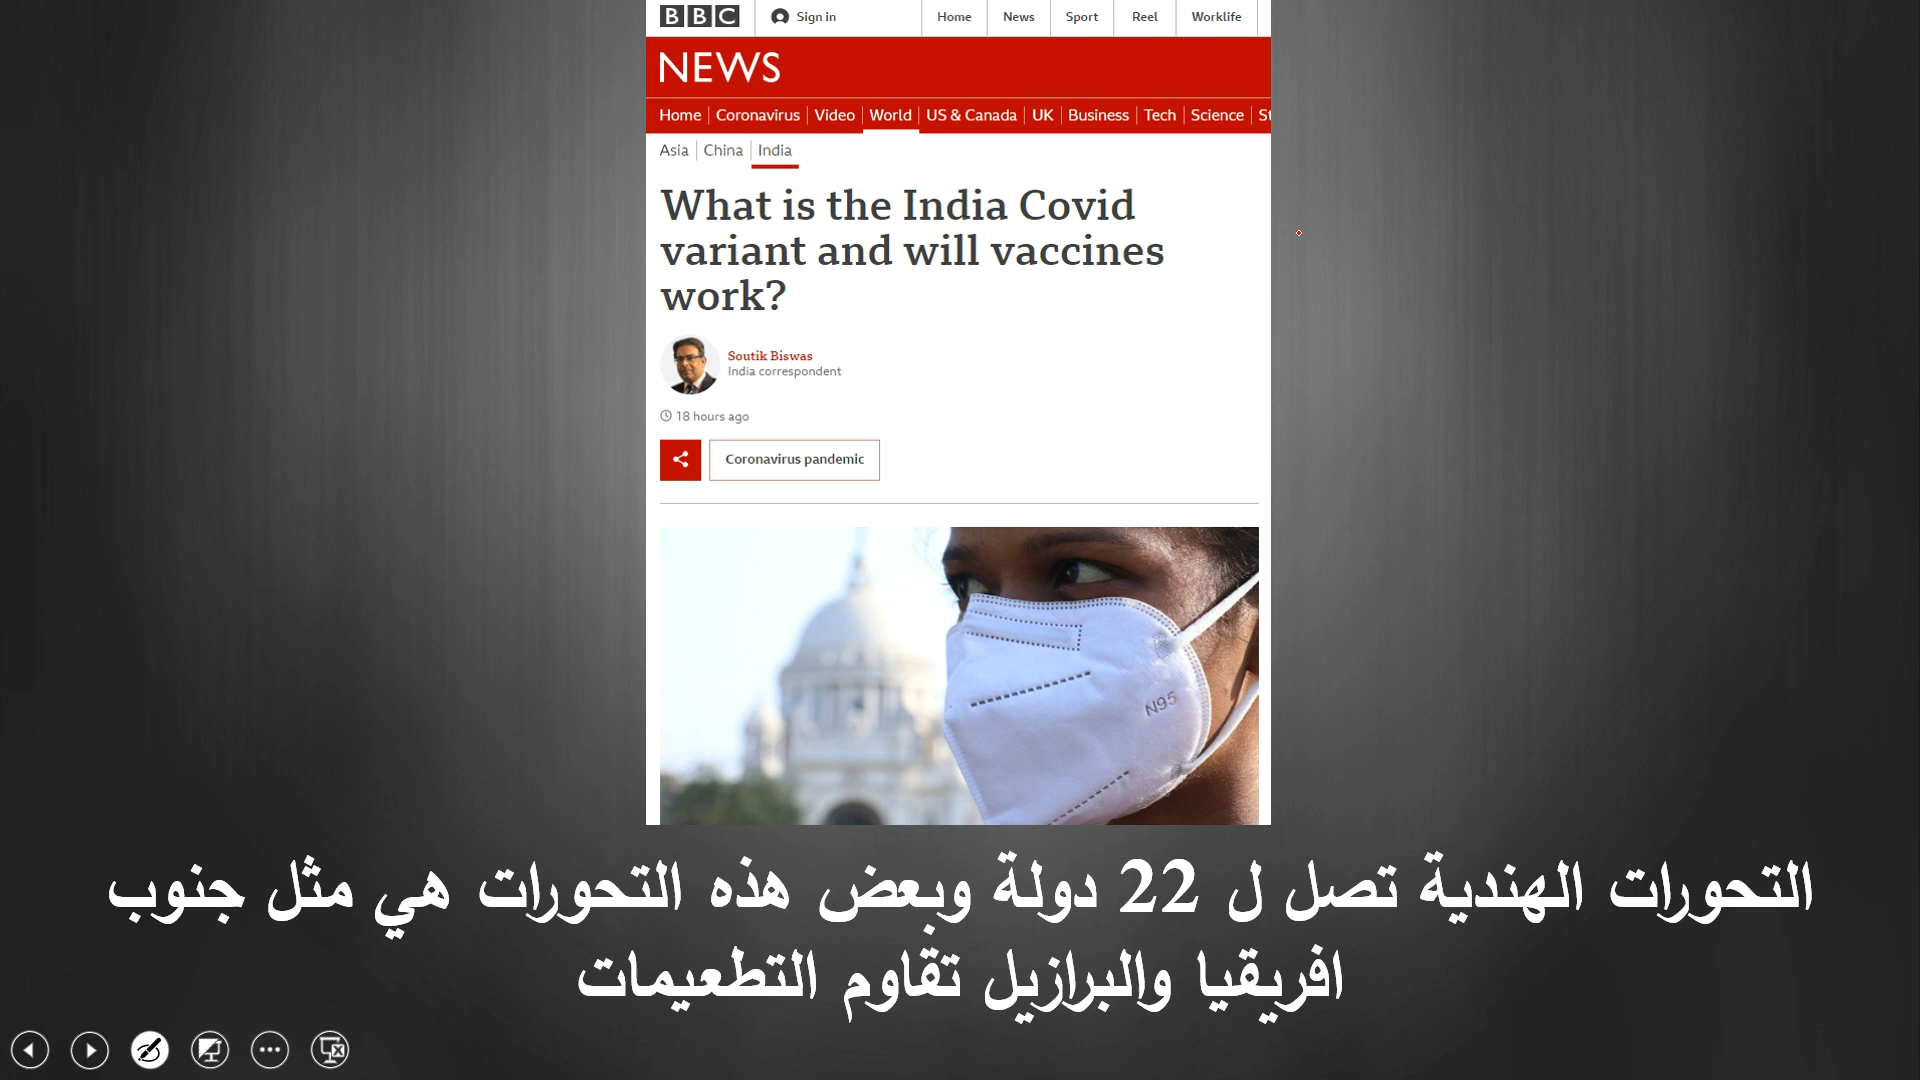 BBC Sign in Home News Sport Reel Worklife
NEWS
Home Coronavirus Video World US & Canada UK Business Tech Science
Asia China India
What is the India Covid
variant and will vaccines
work?
Soutik Biswas
India correspondent
18 hours ago
Coronavirus pandemic
N95
التحورات الهندية تصل ل 22 دولة وبعض هذه التحورات هي مثل جنوب
افريقيا والبرازيل تقاوم التطعيمات